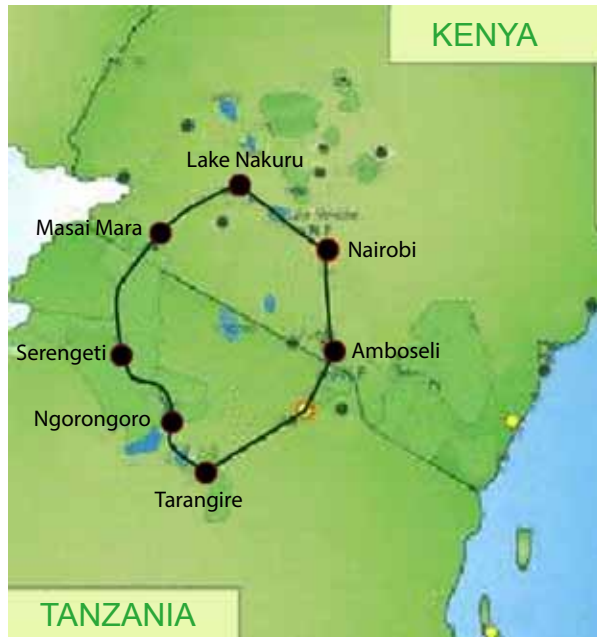 KENYA
Lake Nakuru
Masai Mara
Nairobi
Serengeti
Amboseli
Ngorongoro
Tarangire
TANZANIA